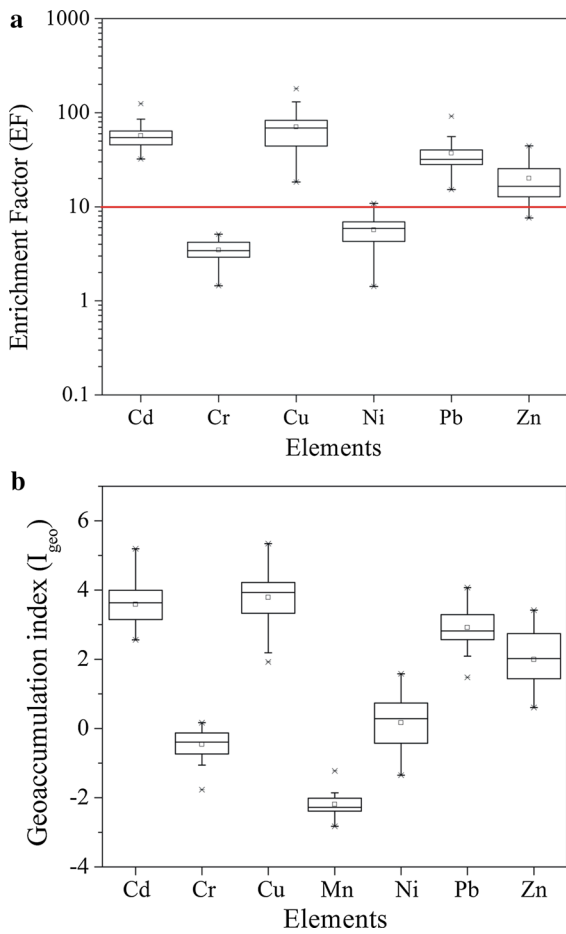 a
Enrichment Factor (EF)
1000
100
10
1
0.1
Cd Cr Cu Ni Pb Zn
Elements
b
Geoaccumulation index (Igeo)
6
4
2
0
-2
-4
Cd Cr Cu Mn Ni Pb Zn
Elements